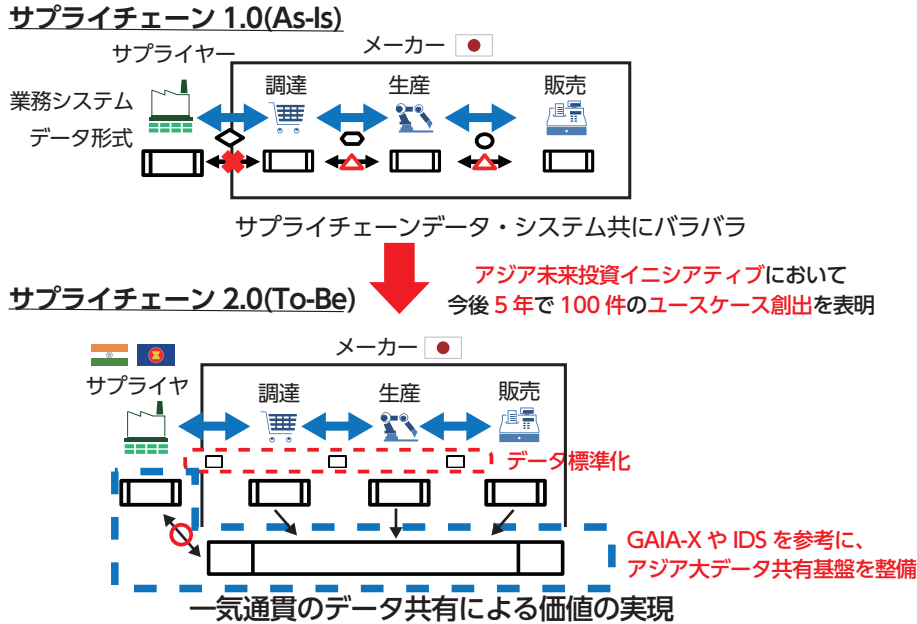 サプライチェーン 1.0(As-Is)
サプライヤー
メーカー
業務システム
調達
生産
販売
データ形式
サプライチェーンデータ・システム共にバラバラ
アジア未来投資イニシアティブにおいて
今後 5 年で 100 件のユースケース創出を表明
サプライチェーン 2.0(To-Be)
メーカー
サプライヤ
調達
生産
販売
データ標準化
GAIA-X や IDS を参考に、
アジア大データ共有基盤を整備
一気通貫のデータ共有による価値の実現